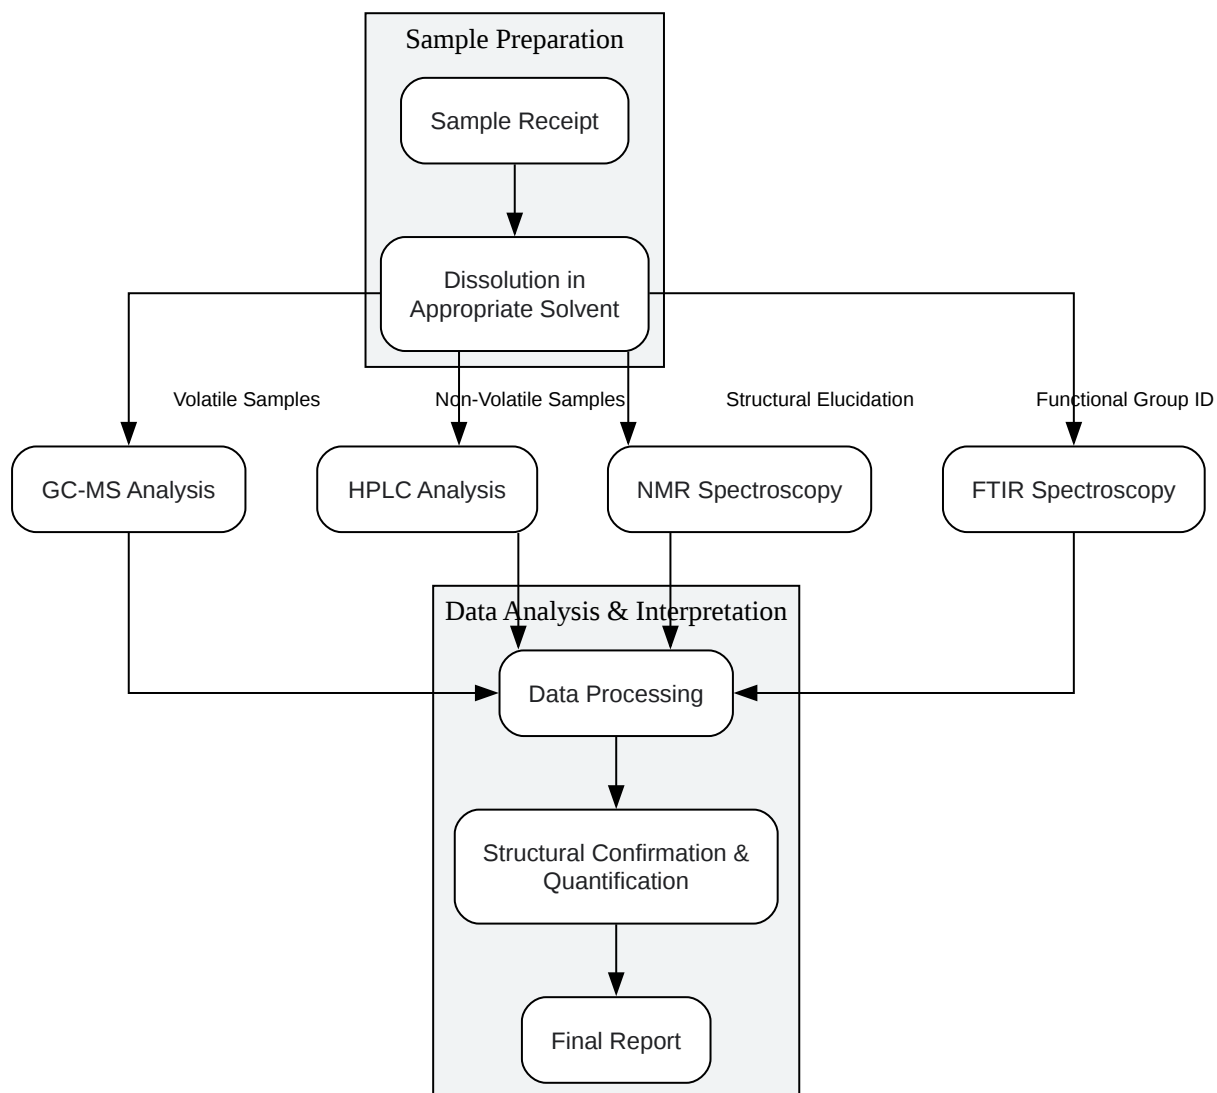 Sample Preparation
Sample Receipt
Dissolution in
Appropriate Solvent
Volatile Samples
Non-Volatile Samples
Structural Elucidation
Functional Group ID
GC-MS Analysis
HPLC Analysis
NMR Spectroscopy
FTIR Spectroscopy
Data Analysis & Interpretation
Data Processing
Structural Confirmation &
Quantification
Final Report